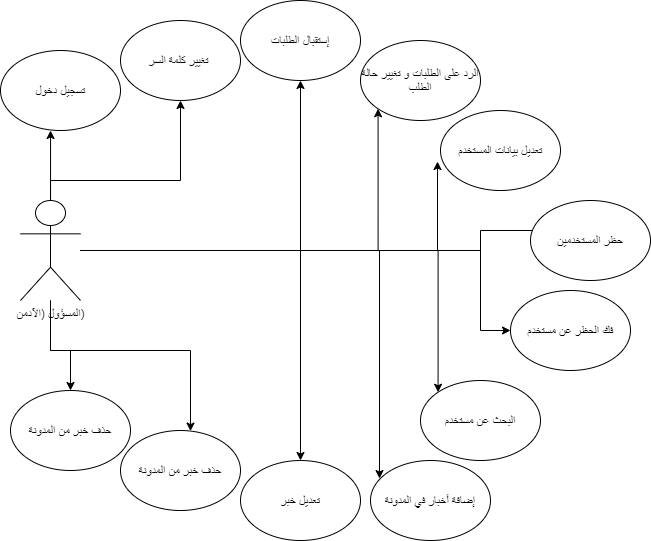 إستقبال الطلبات
تغيير كلمة السر
الرد على الطلبات و تغيير حالة
الطلب
تسجيل دخول
تعديل بيانات المستخدم
حظر المستخدمين
المسؤول (الآدمن)
فك الحظر عن مستخدم
البحث عن مستخدم
حذف خبر من المدونة
حذف خبر من المدونة
تعديل خبر
إضافة أخبار في المدونة